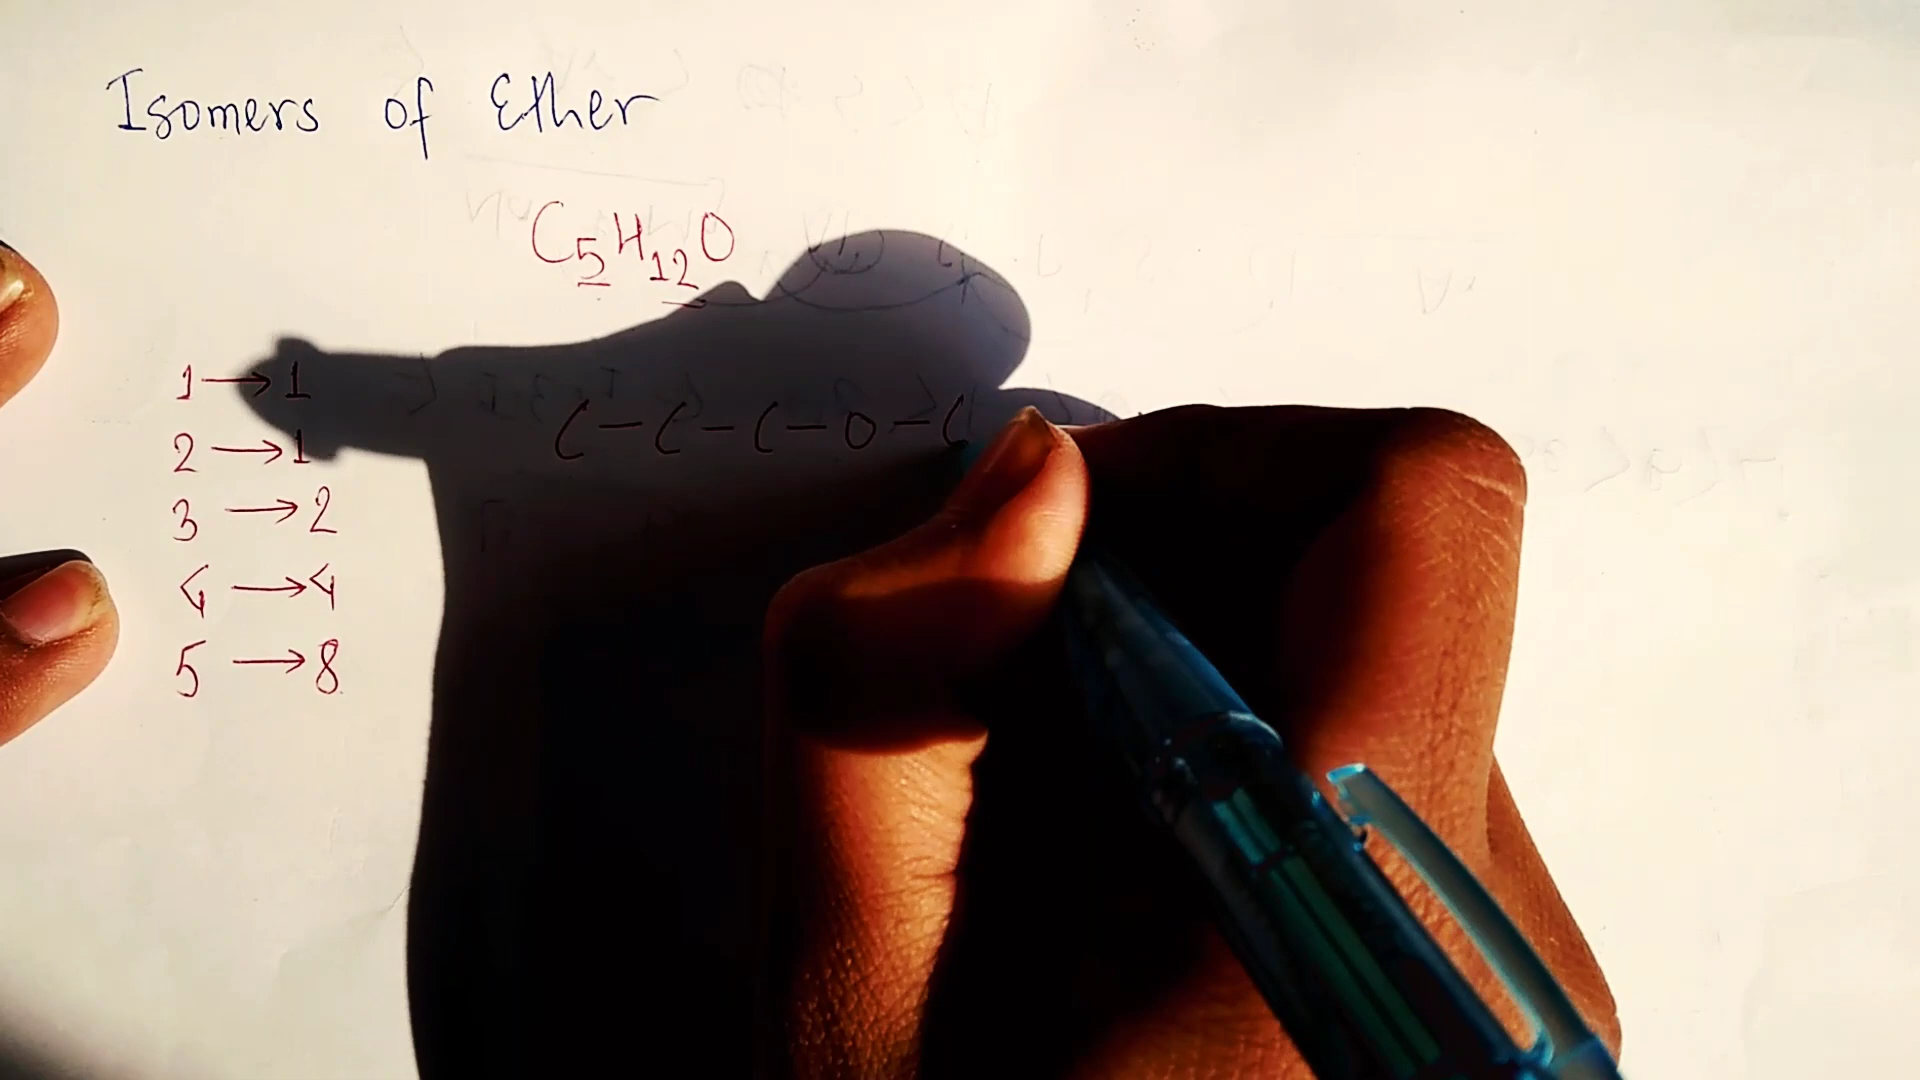 Isomers of Ether
C5H12O
1 → 1
2 → 1
3 → 2
4 → 4
5 → 8
C - C - C - O - C